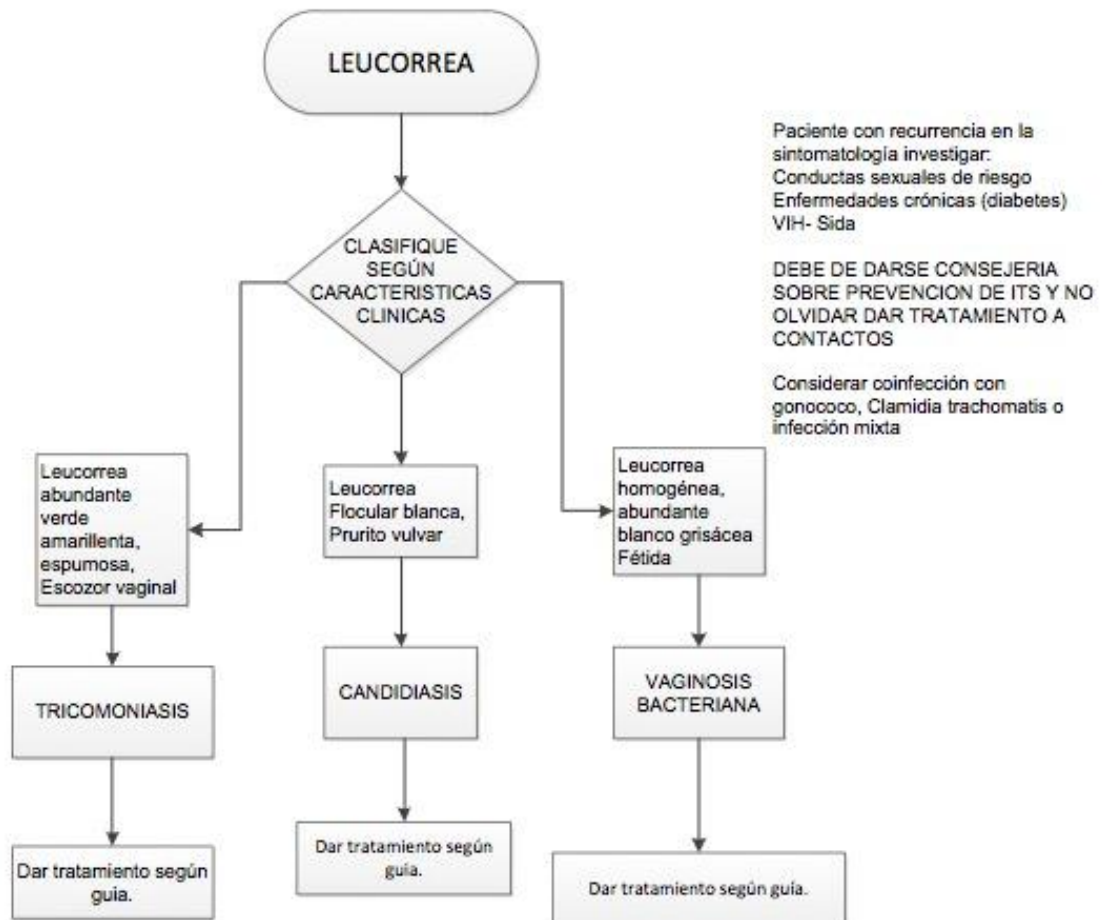 LEUCORREA
CLASIFIQUE
SEGÚN
CARACTERISTICAS
CLINICAS
Paciente con recurrencia en la
sintomatología investigar:
Conductas sexuales de riesgo
Enfermedades crónicas (diabetes)
VIH- Sida
DEBE DE DARSE CONSEJERIA
SOBRE PREVENCION DE ITS Y NO
OLVIDAR DAR TRATAMIENTO A
CONTACTOS
Considerar coinfección con
gonococo, Clamidia trachomatis o
infección mixta
Leucorrea
abundante
verde
amarillenta,
espumosa,
Escozor vaginal
Leucorrea
Flocular blanca,
Prurito vulvar
Leucorrea
homogénea,
abundante
blanco grisácea
Fétida
TRICOMONIASIS
CANDIDIASIS
VAGINOSIS
BACTERIANA
Dar tratamiento según
guia.
Dar tratamiento según
guia.
Dar tratamiento según guía.